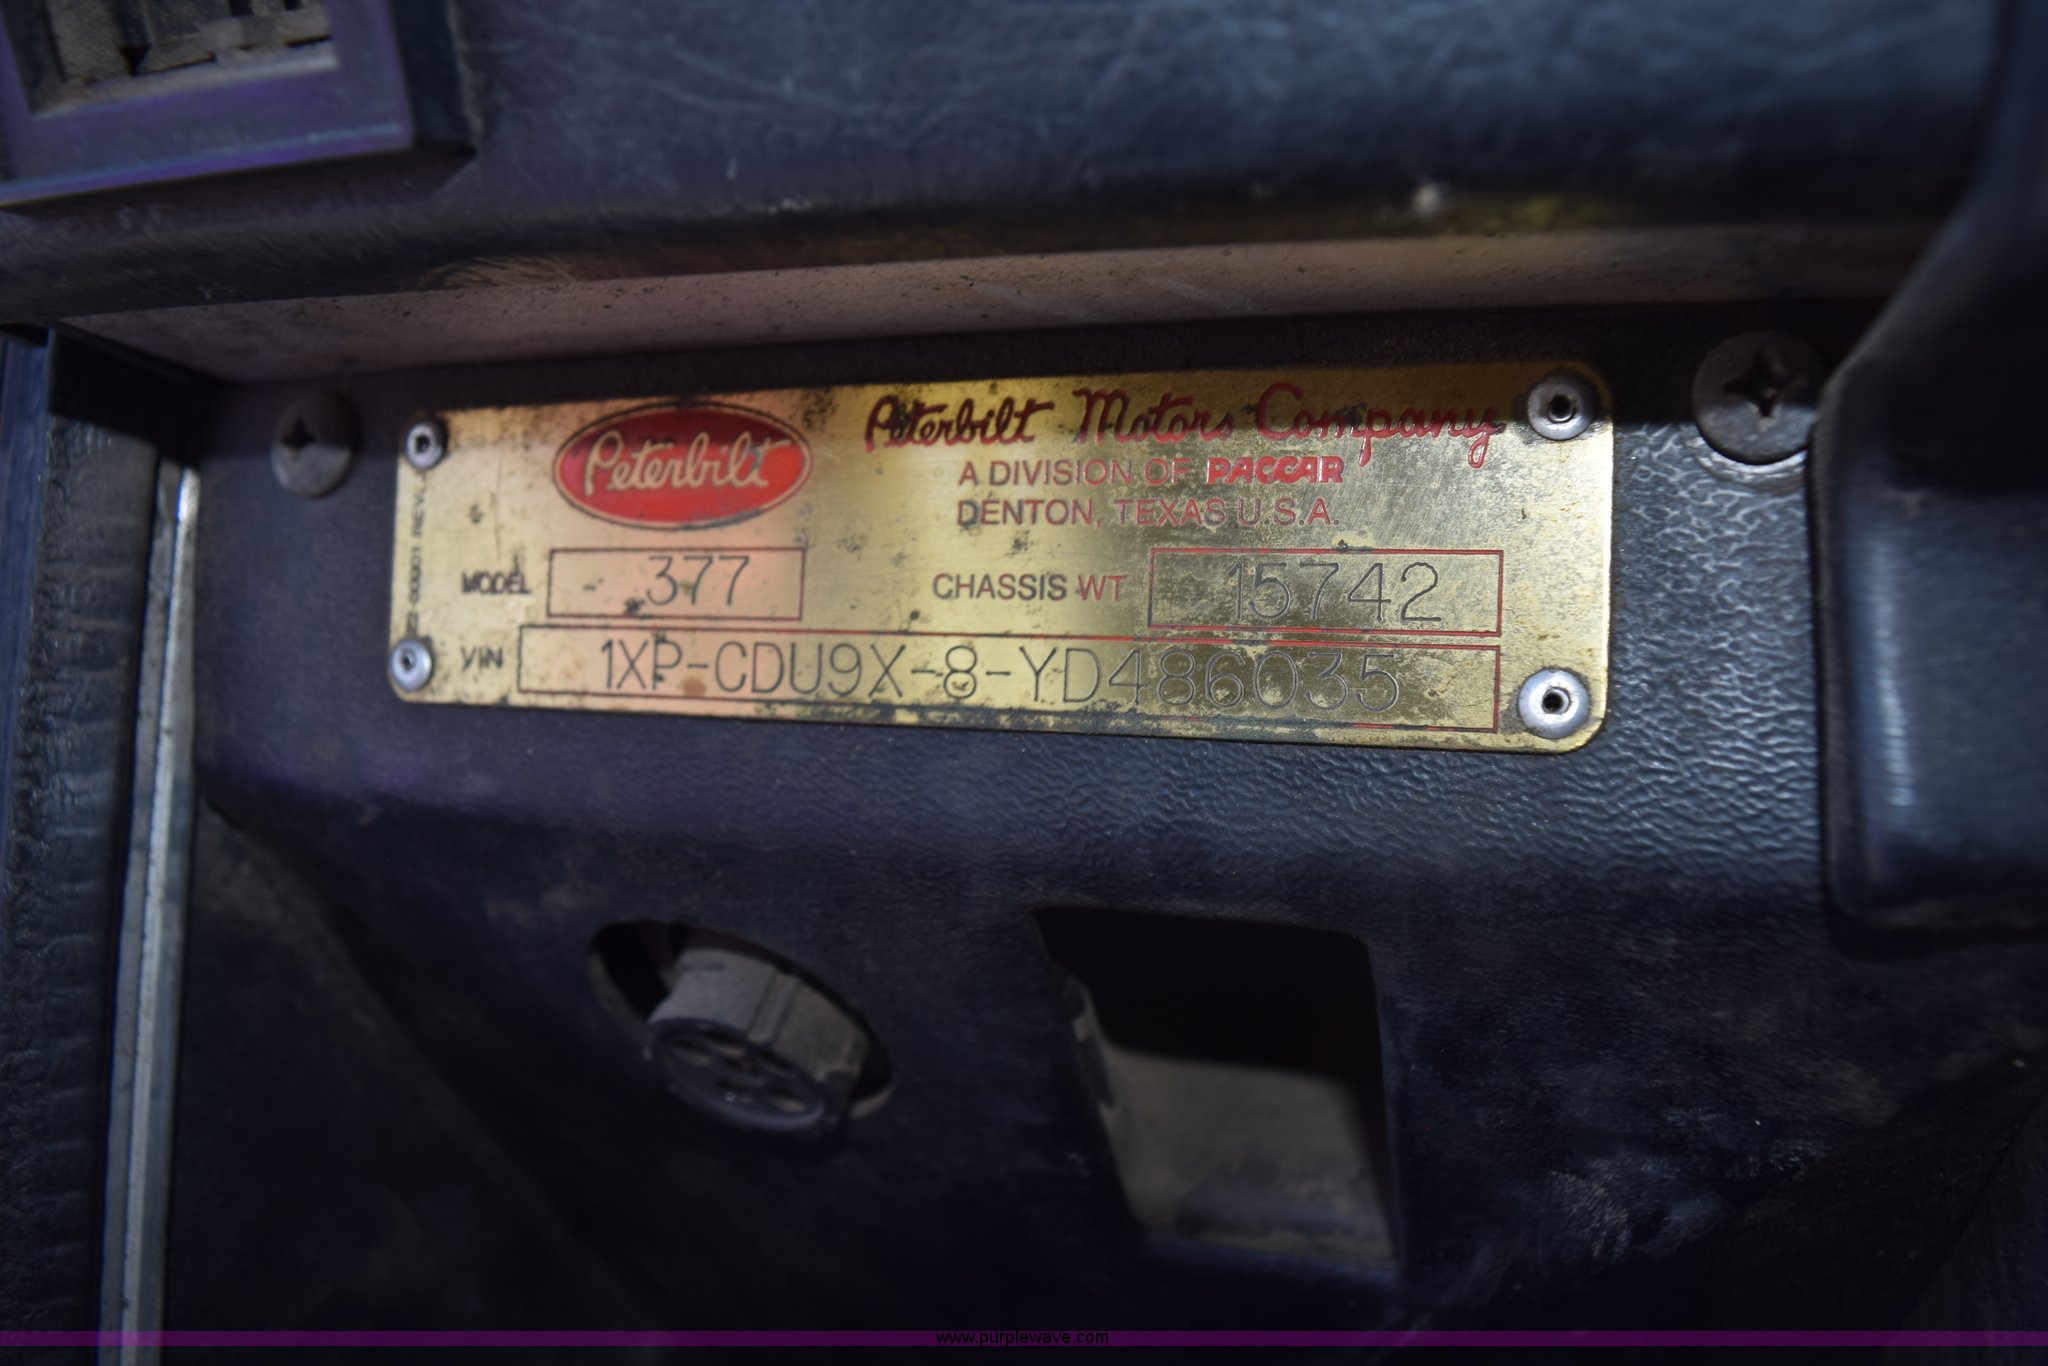 Peterbilt
Peterbilt Motors Company
A DIVISION OF PACCAR
DENTON, TEXAS U.S.A.
MODEL 377 CHASSIS WT 15742
VIN 1XP-CDU9X-8-YD486035
www.purplewave.com